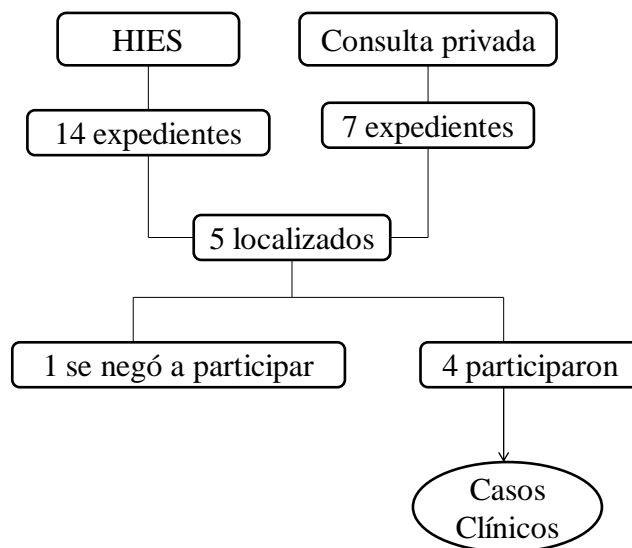 HIES
Consulta privada
14 expedientes
7 expedientes
5 localizados
1 se negó a participar
4 participaron
Casos
Clínicos